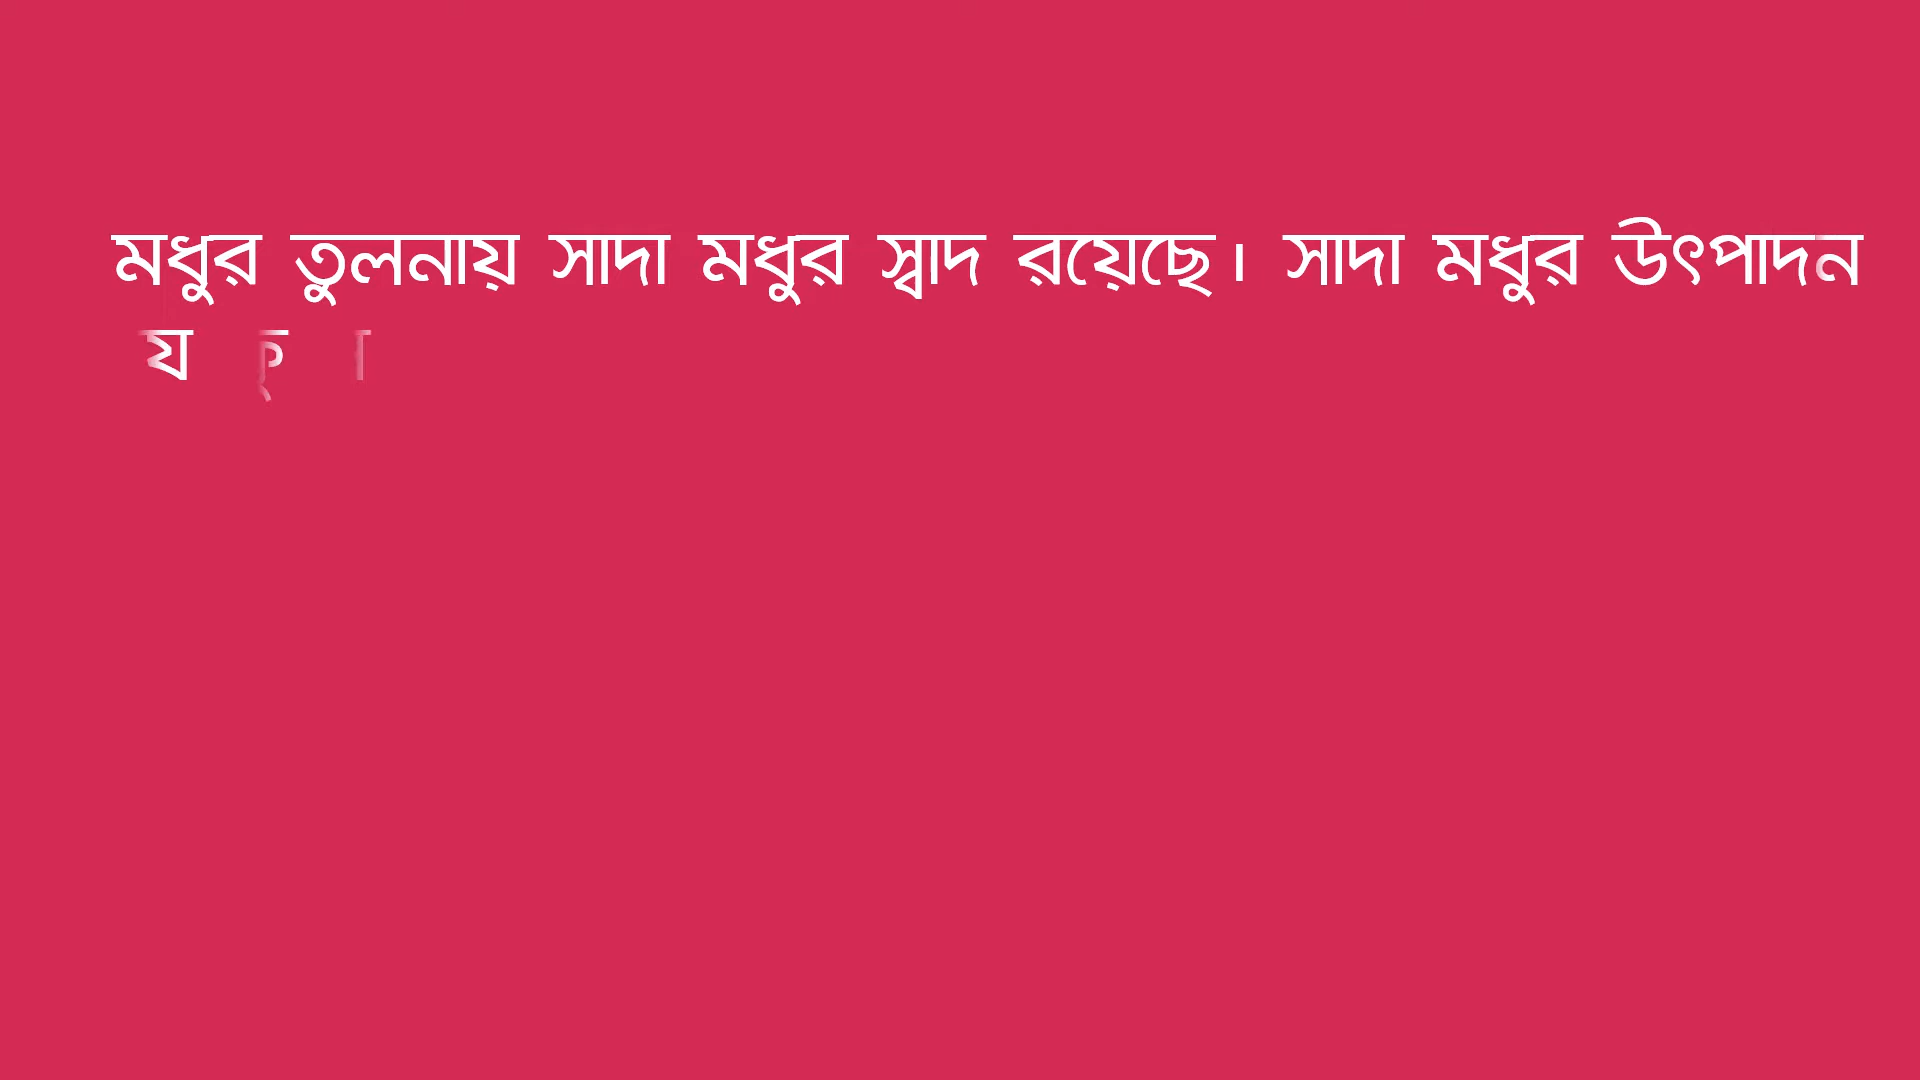 মধুর তুলনায় সাদা মধুর স্বাদ রয়েছে। সাদা মধুর উৎপাদন